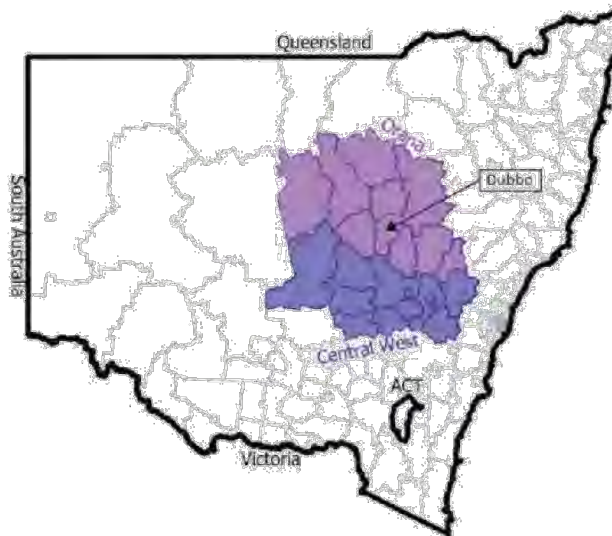 Queensland
Orana
Dubbo
South Australia
Central West
ACT
Victoria